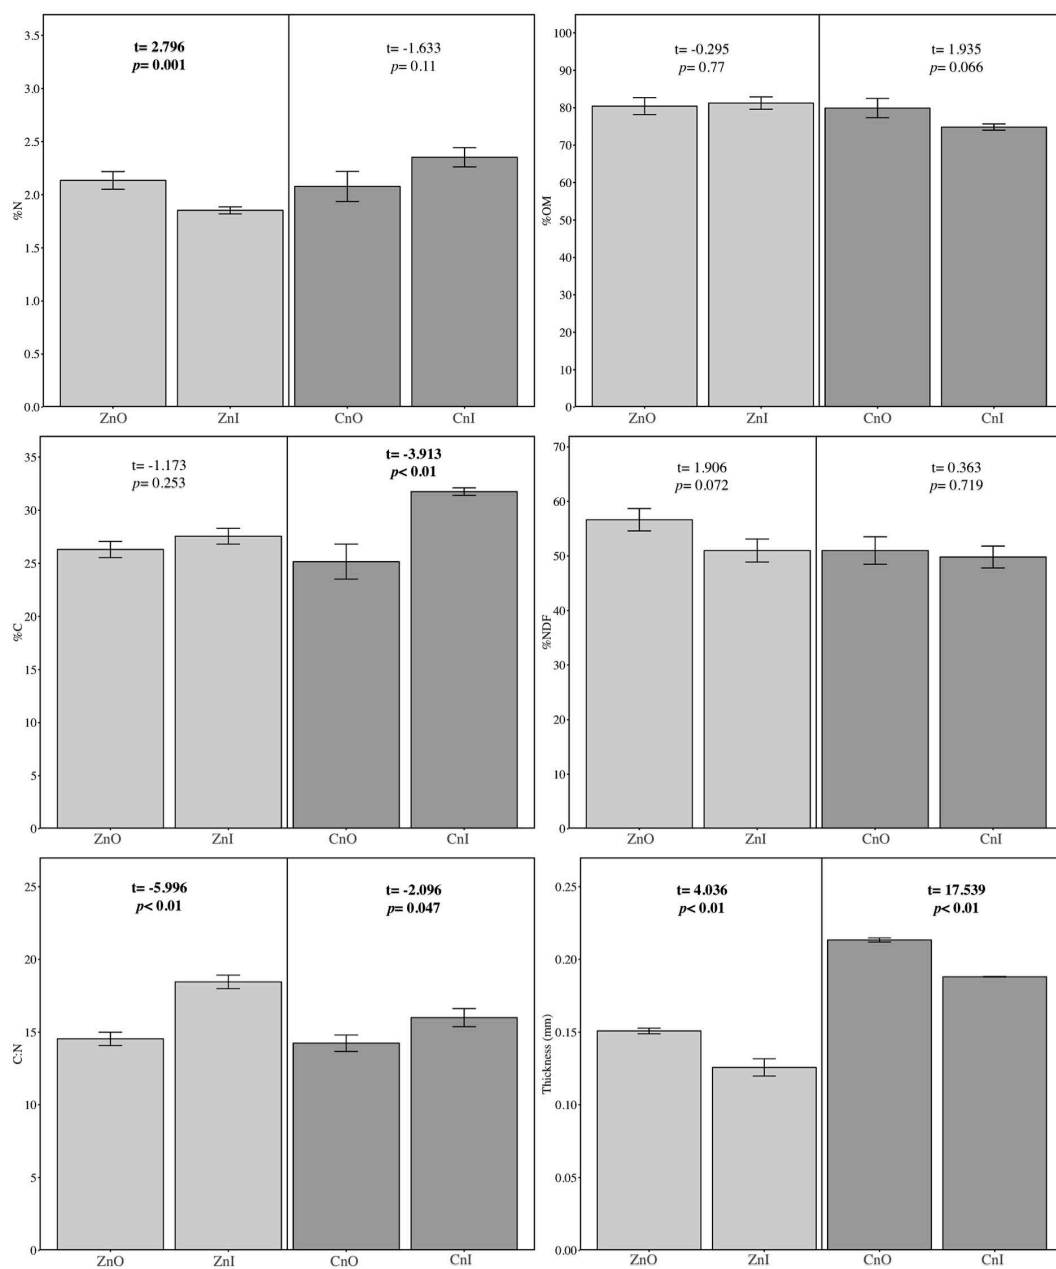 t= 2.796
p= 0.001
t= -1.633
p= 0.11
3.5
3.0
2.5
2.0
1.5
1.0
0.5
0.0
%N
ZnO ZnI CnO CnI
t= -0.295
p= 0.77
t= 1.935
p= 0.066
100
90
80
70
60
50
40
30
20
10
0
%OM
ZnO ZnI CnO CnI
t= -1.173
p= 0.253
t= -3.913
p< 0.01
35
30
25
20
15
10
5
0
%C
ZnO ZnI CnO CnI
t= 1.906
p= 0.072
t= 0.363
p= 0.719
70
60
50
40
30
20
10
0
%NDF
ZnO ZnI CnO CnI
t= -5.996
p< 0.01
t= -2.096
p= 0.047
25
20
15
10
5
0
C:N
ZnO ZnI CnO CnI
t= 4.036
p< 0.01
t= 17.539
p< 0.01
0.25
0.20
0.15
0.10
0.05
0.00
Thickness (mm)
ZnO ZnI CnO CnI